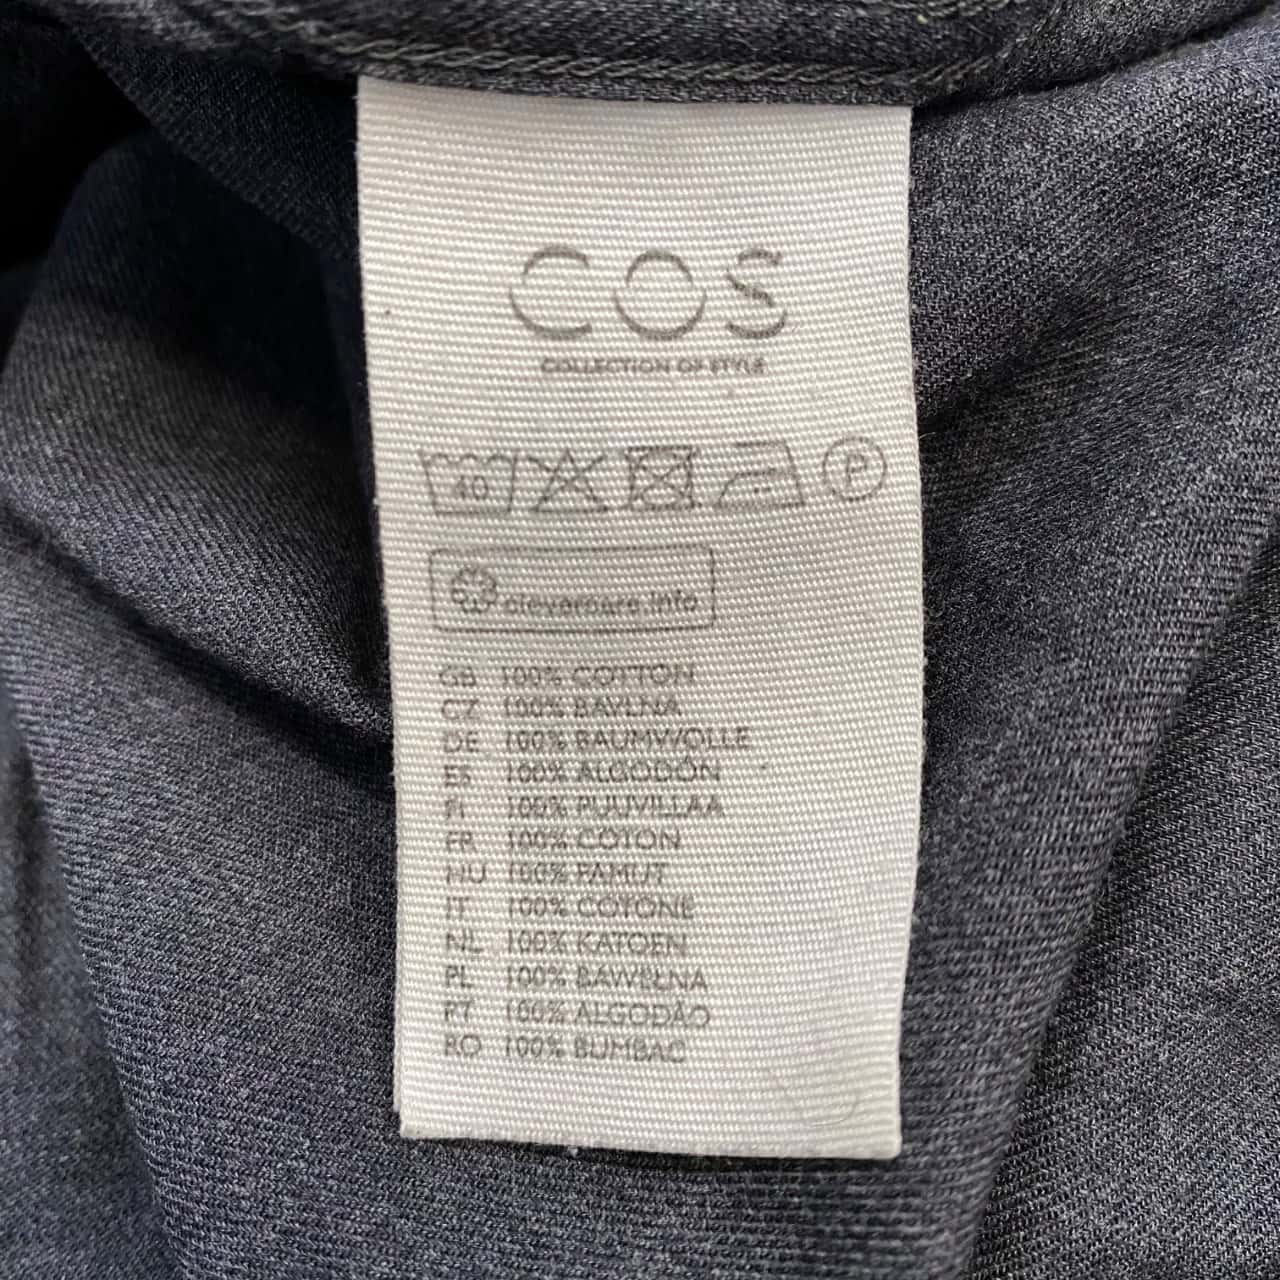 COS
COLLECTION OF STYLE
40 P
clevercare.info
GB 100% COTTON
CZ 100% BAVLNA
DE 100% BAUMWOLLE
ES 100% ALGODÓN
FI 100% PUUVILLAA
FR 100% COTON
HU 100% PAMUT
IT 100% COTONE
NL 100% KATOEN
PL 100% BAWEŁNA
PT 100% ALGODÃO
RO 100% BUMBAC